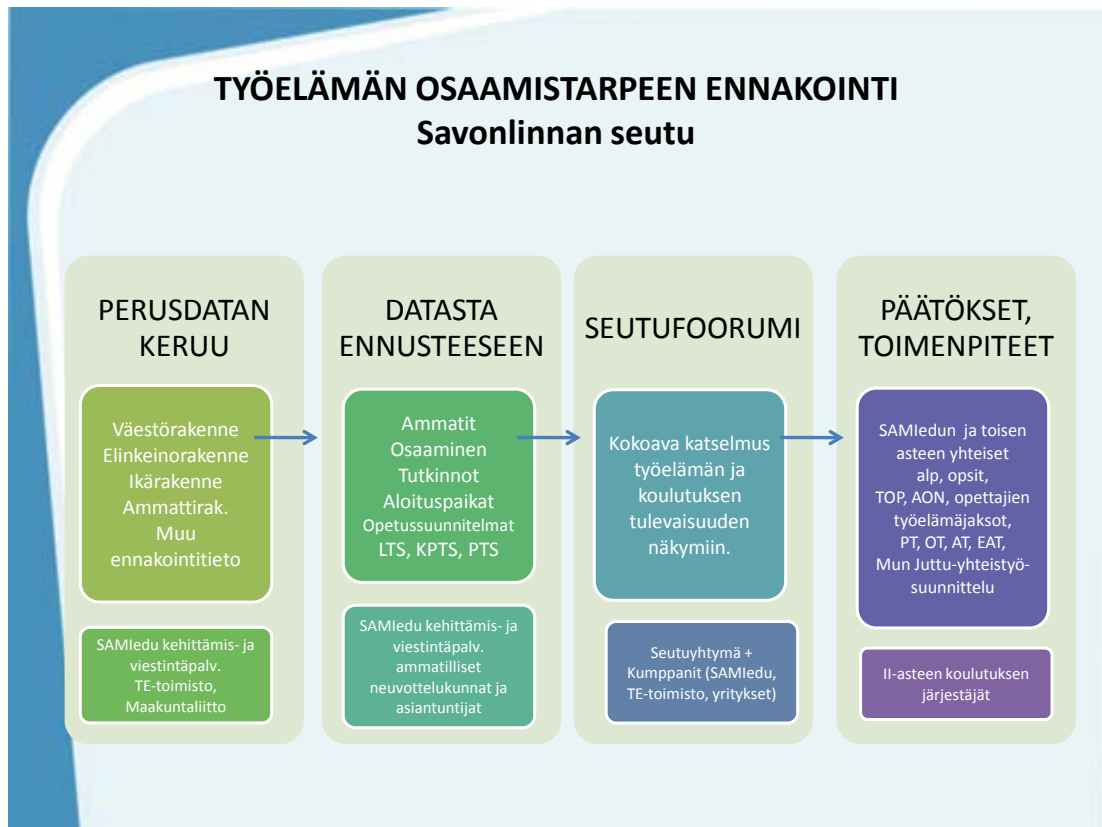 TYÖELÄMÄN OSAAMISTARPEEN ENNAKOINTI
Savonlinnan seutu
PERUSDATAN
KERUU
Väestörakenne
Elinkeinorakenne
Ikärakenne
Ammattirak.
Muu
ennakointitieto
SAMIedu kehittämis- ja
viestintäpalv.
TE-toimisto,
Maakuntaliitto
DATASTA
ENNUSTEESEEN
Ammatit
Osaaminen
Tutkinnot
Aloituspaikat
Opetussuunnitelmat
LTS, KPTS, PTS
SAMIedu kehittämis- ja
viestintäpalv.
ammatilliset
neuvottelukunnat ja
asiantuntijat
SEUTUFOORUMI
Kokoava katselmus
työelämän ja
koulutuksen
tulevaisuuden
näkymiin.
Seutuyhtymä +
Kumppanit (SAMIedu,
TE-toimisto, yritykset)
PÄÄTÖKSET,
TOIMENPITEET
SAMIedun ja toisen
asteen yhteiset
alp, opsit,
TOP, AON, opettajien
työelämäjaksot,
PT, OT, AT, EAT,
Mun Juttu-yhteistyö-
suunnittelu
II-asteen koulutuksen
järjestäjät